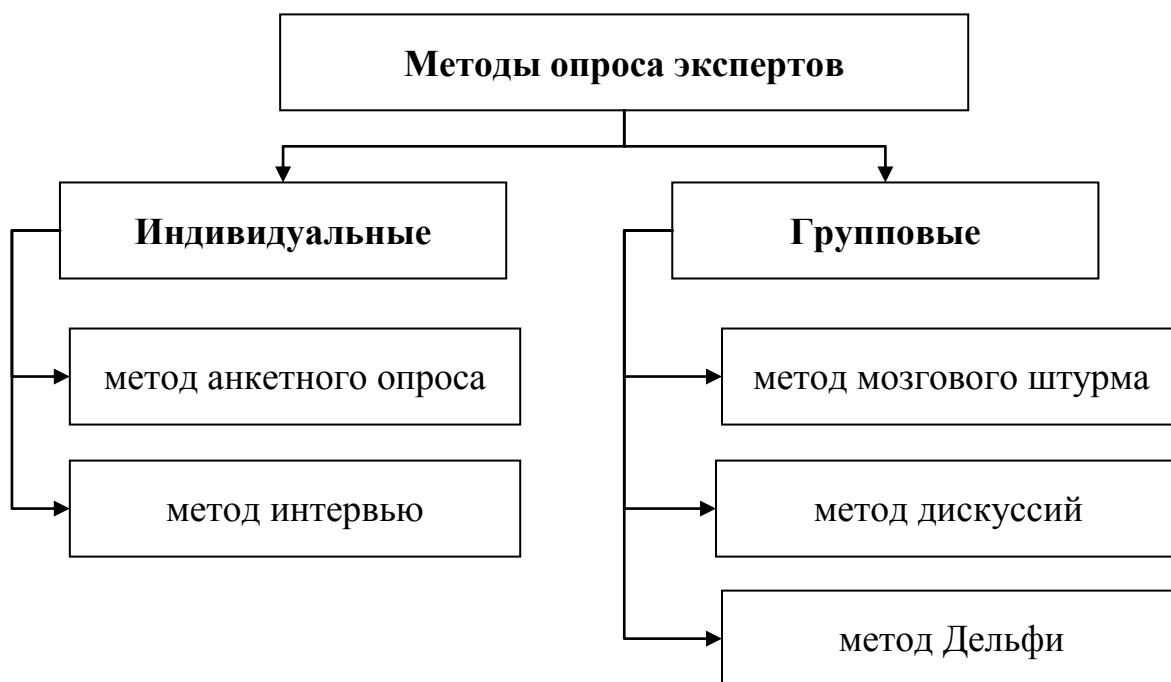 Методы опроса экспертов
Индивидуальные
Групповые
метод анкетного опроса
метод мозгового штурма
метод интервью
метод дискуссий
метод Дельфи